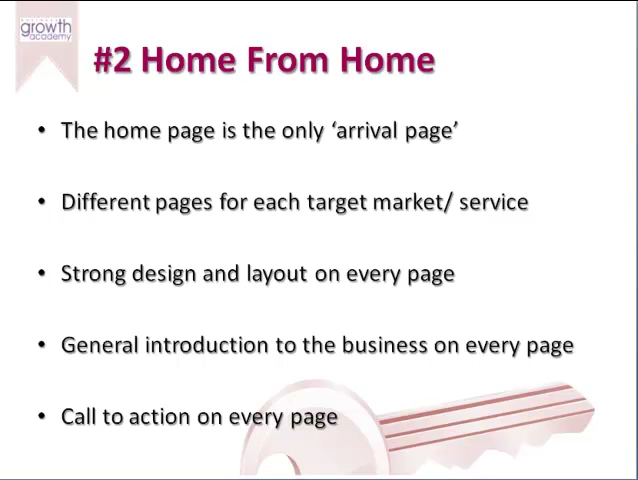 growth
academy
#2 Home From Home
• The home page is the only ‘arrival page’
• Different pages for each target market/ service
• Strong design and layout on every page
• General introduction to the business on every page
• Call to action on every page